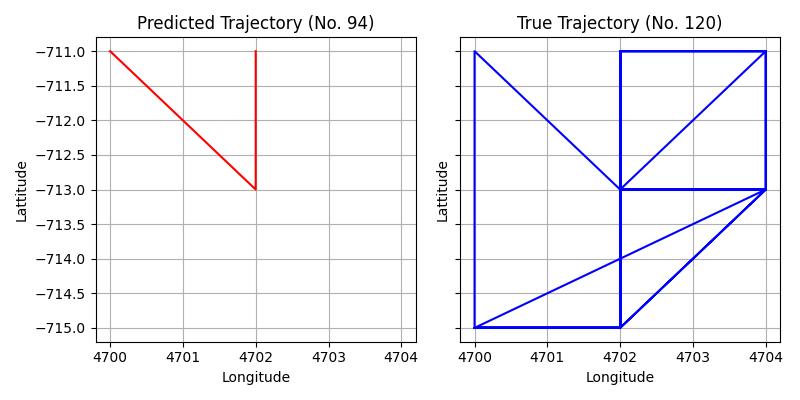 Predicted Trajectory (No. 94)
−711.0
−711.5
−712.0
−712.5
−713.0
−713.5
−714.0
−714.5
−715.0
Lattitude
4700 4701 4702 4703 4704
Longitude
True Trajectory (No. 120)
Lattitude
4700 4701 4702 4703 4704
Longitude